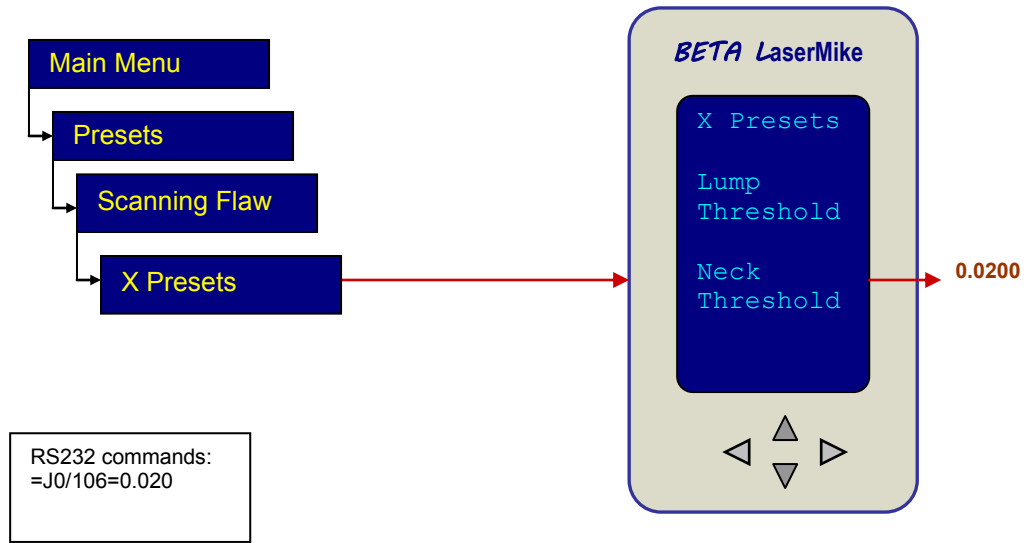 Main Menu
Presets
Scanning Flaw
X Presets
BETA LaserMike
X Presets
Lump
Threshold
Neck
Threshold
0.0200
RS232 commands:
=J0/106=0.020